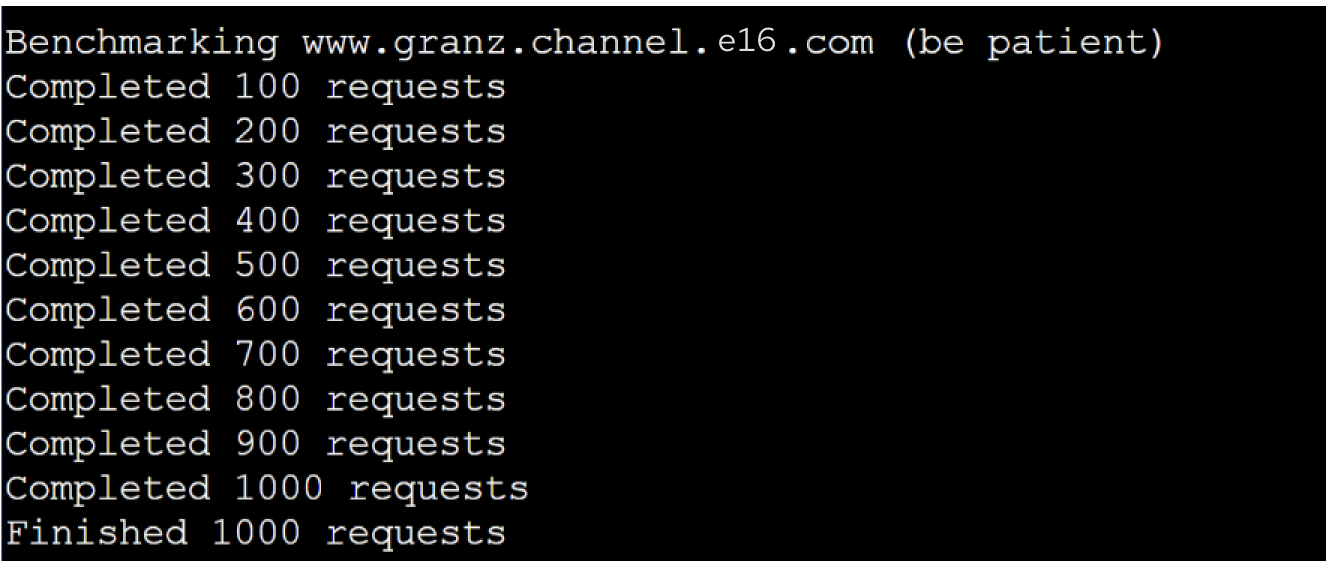 Benchmarking www.granz.channel.e16.com (be patient)
Completed 100 requests
Completed 200 requests
Completed 300 requests
Completed 400 requests
Completed 500 requests
Completed 600 requests
Completed 700 requests
Completed 800 requests
Completed 900 requests
Completed 1000 requests
Finished 1000 requests